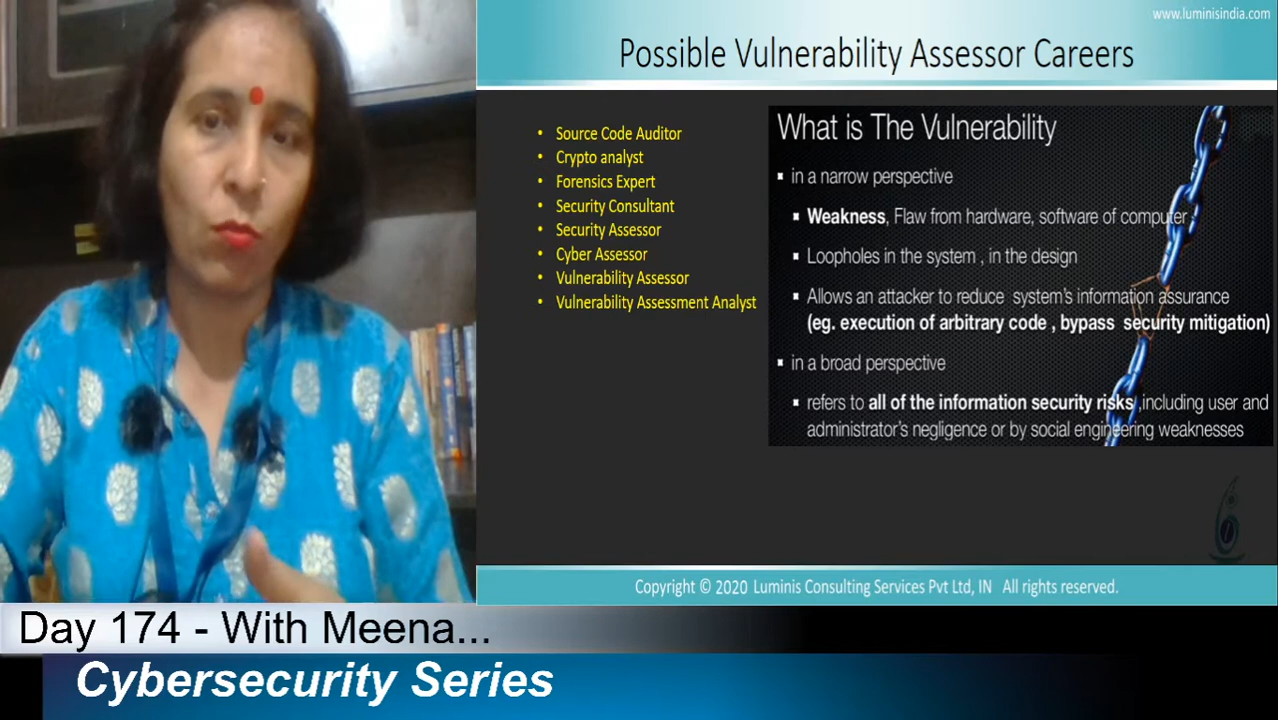 www.luminisindia.com
Possible Vulnerability Assessor Careers
• Source Code Auditor
• Crypto analyst
• Forensics Expert
• Security Consultant
• Security Assessor
• Cyber Assessor
• Vulnerability Assessor
• Vulnerability Assessment Analyst
What is The Vulnerability
▪ in a narrow perspective
▪ Weakness, Flaw from hardware, software of computer .
▪ Loopholes in the system , in the design
▪ Allows an attacker to reduce system's information assurance
(eg. execution of arbitrary code , bypass security mitigation)
▪ in a broad perspective
▪ refers to all of the information security risks ,including user and
administrator's negligence or by social engineering weaknesses
Copyright © 2020 Luminis Consulting Services Pvt Ltd, IN All rights reserved.
Day 174 - With Meena...
Cybersecurity Series